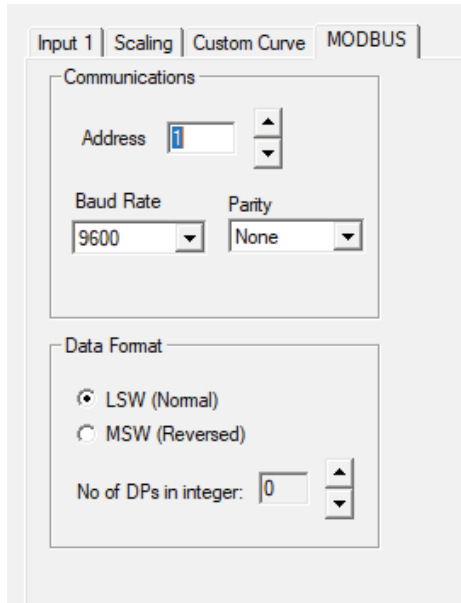 Input 1 Scaling Custom Curve MODBUS
Communications
Address 1
Baud Rate Parity
9600 None
Data Format
LSW (Normal)
MSW (Reversed)
No of DPs in integer: 0